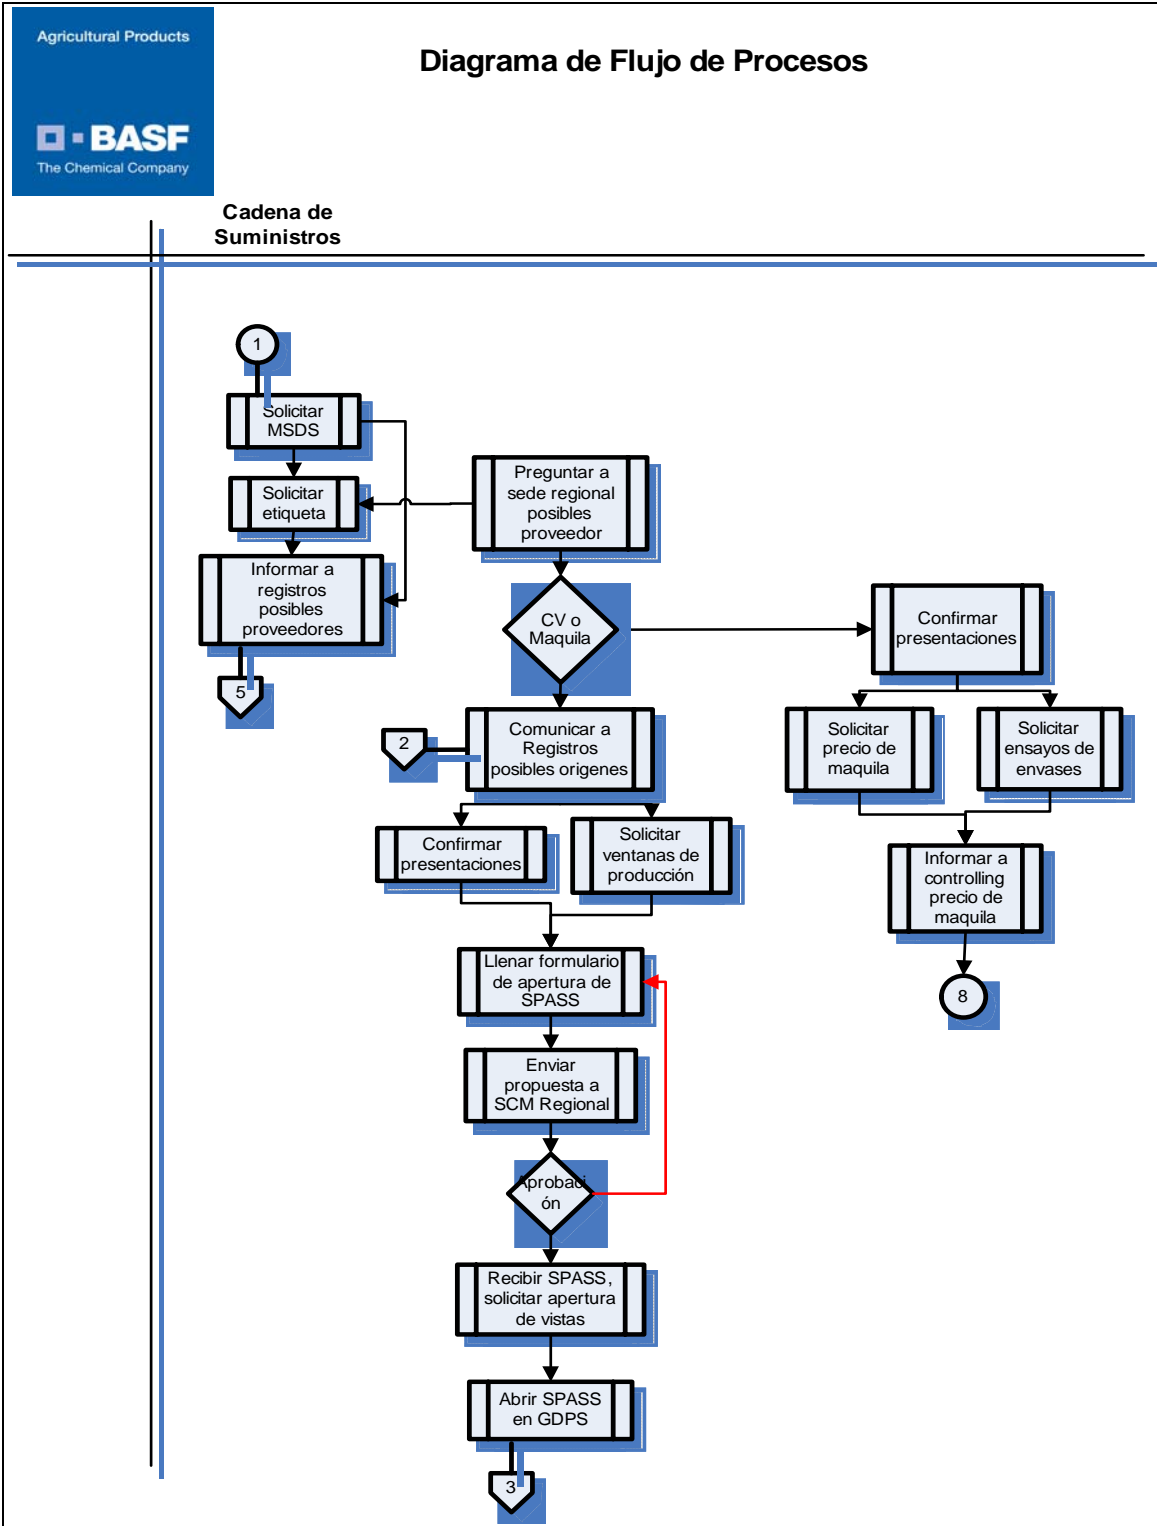 Agricultural Products
BASF
The Chemical Company
Diagrama de Flujo de Procesos
Cadena de
Suministros
1
Solicitar
MSDS
Solicitar
etiqueta
Informar a
registros
posibles
proveedores
5
Preguntar a
sede regional
posibles
proveedor
CV o
Maquila
Confirmar
presentaciones
2
Comunicar a
Registros
posibles origenes
Solicitar
precio de
maquila
Solicitar
ensayos de
envases
Confirmar
presentaciones
Solicitar
ventanas de
producción
Informar a
controlling
precio de
maquila
8
Llenar formulario
de apertura de
SPASS
Enviar
propuesta a
SCM Regional
Aprobaci
ón
Recibir SPASS,
solicitar apertura
de vistas
Abrir SPASS
en GDPS
3